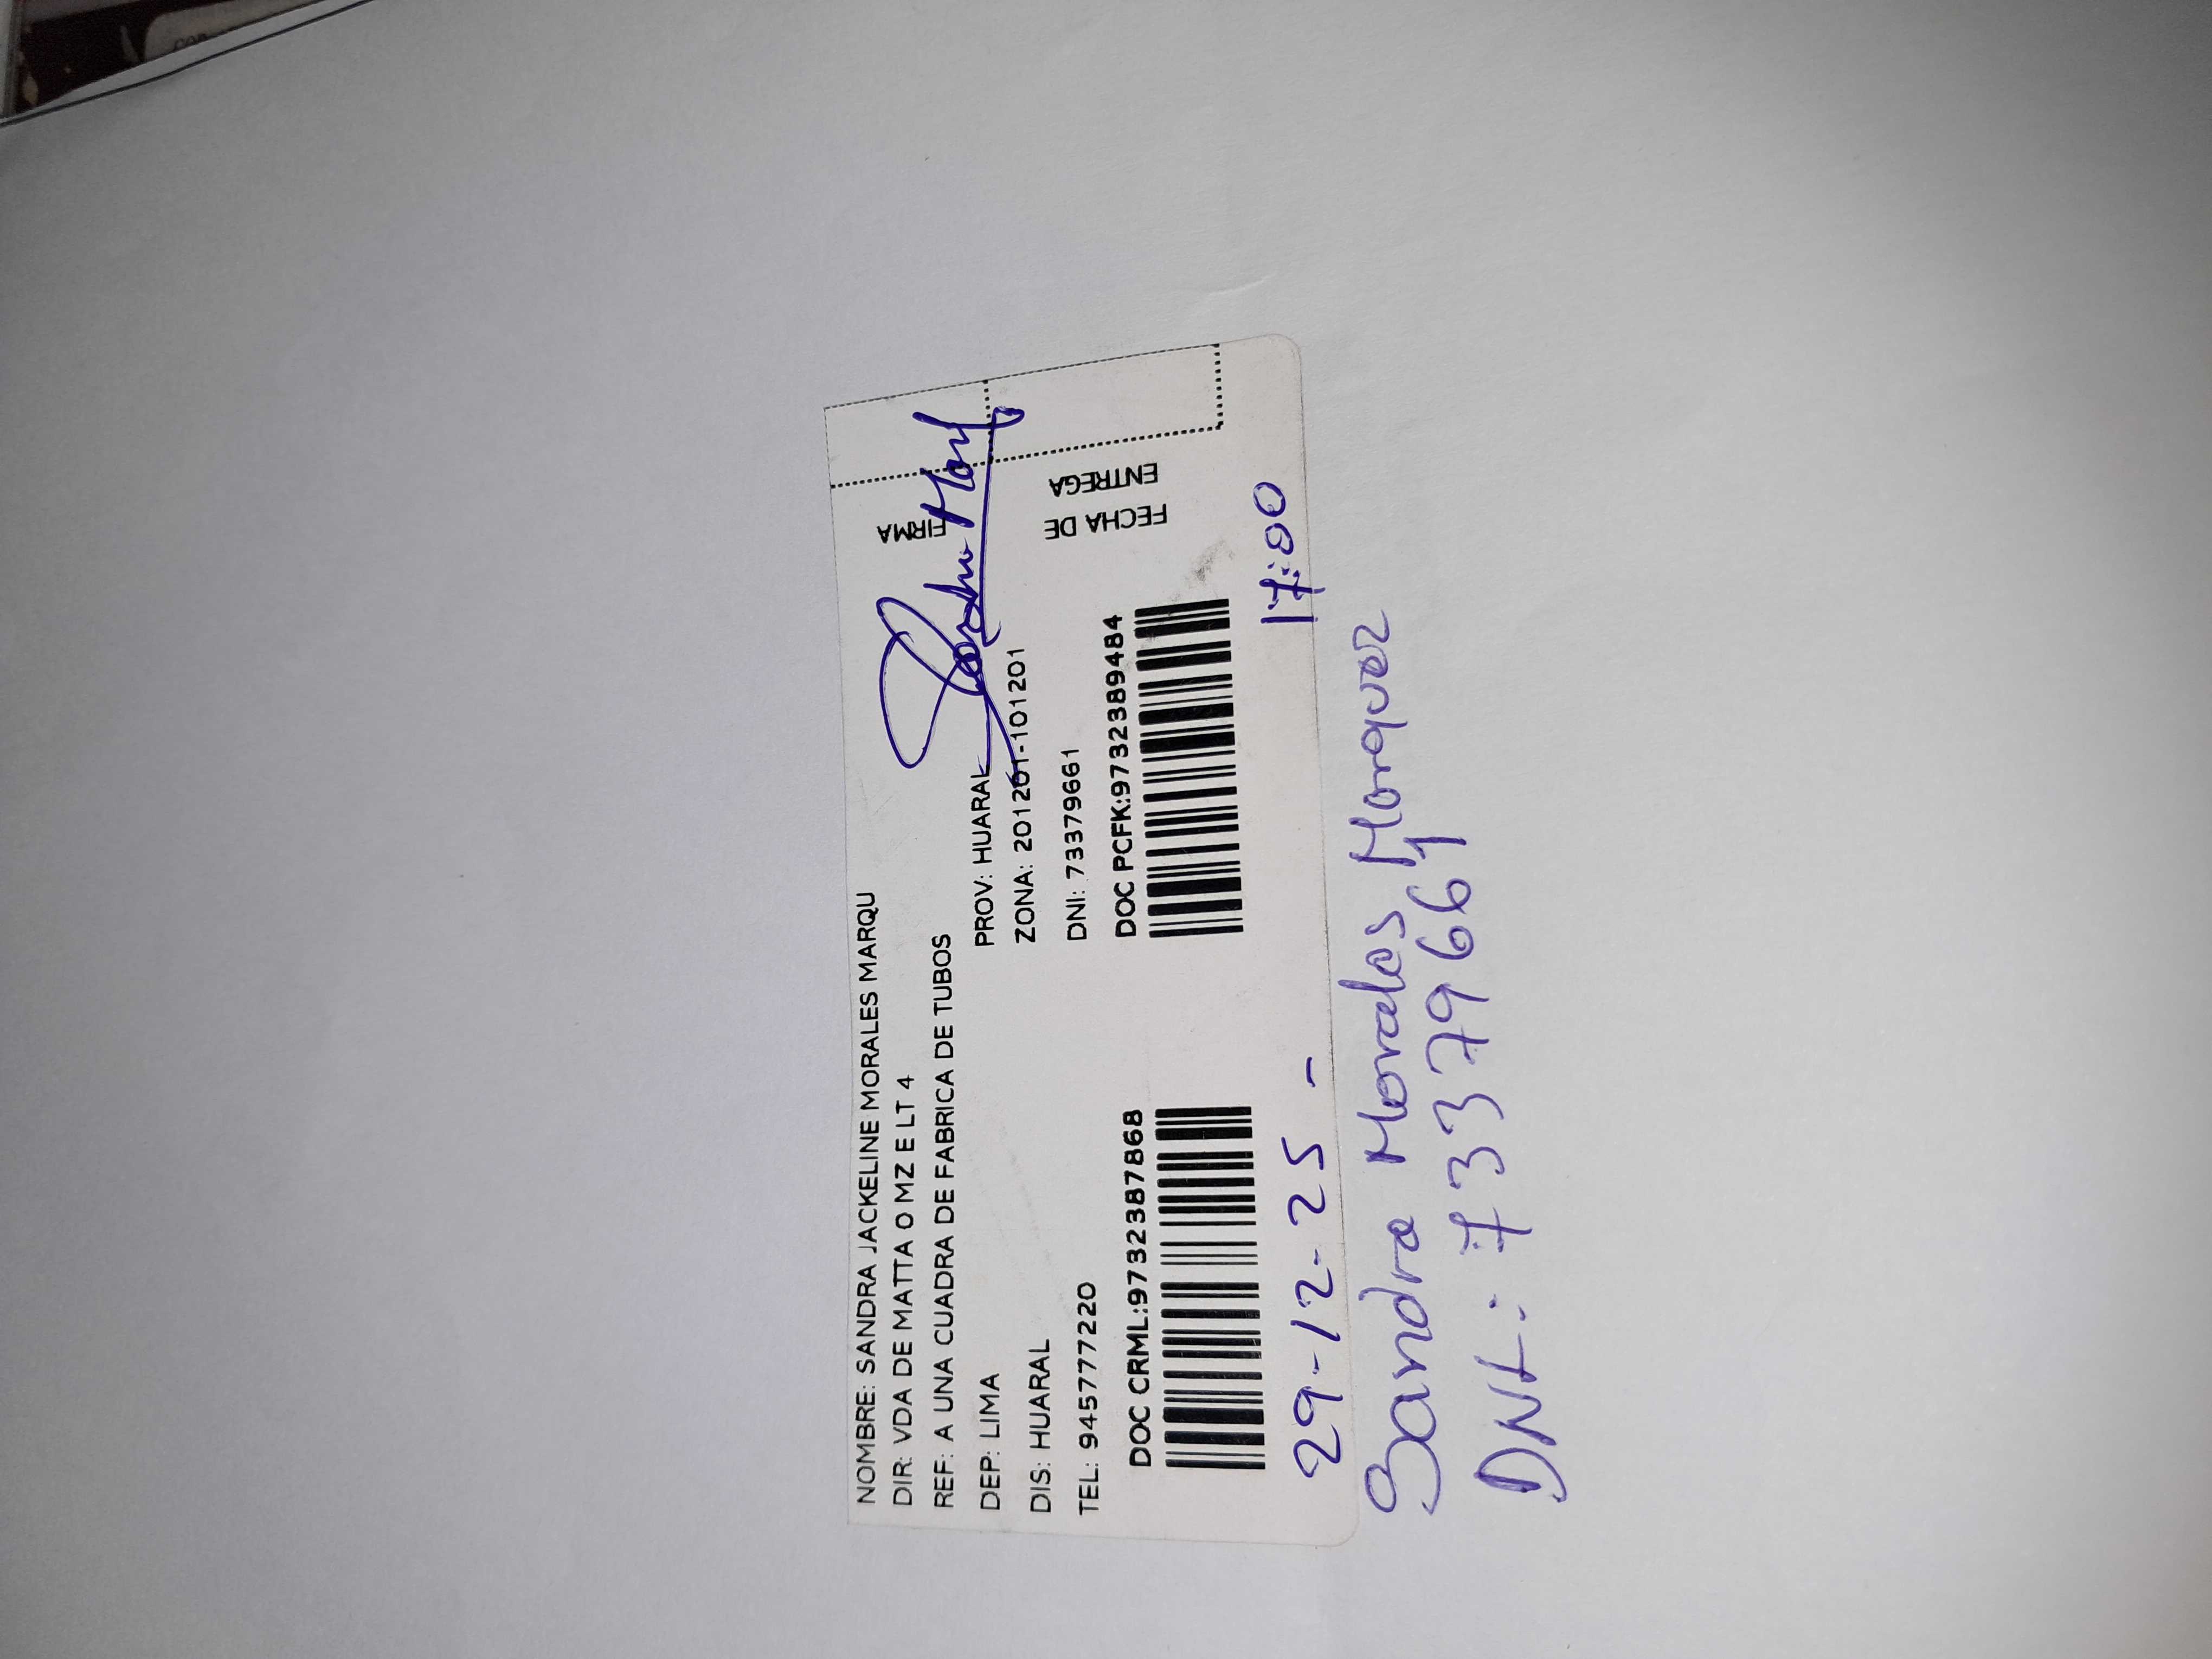 NOMBRE: SANDRA JACKELINE MORALES MARQU
DIR: VDA DE MATTA O MZ E LT 4
REF: A UNA CUADRA DE FABRICA DE TUBOS
DEP: LIMA PROV: HUARAL
DIS: HUARAL ZONA: 201201-101201
TEL: 945777220 DNI: 73379661
DOC CRML:9732387868 DOC PCFK:9732389484
FIRMA
FECHA DE
ENTREGA
29-12-25 - 17:00
Sandra Morales Marquez
DNI: 73379661